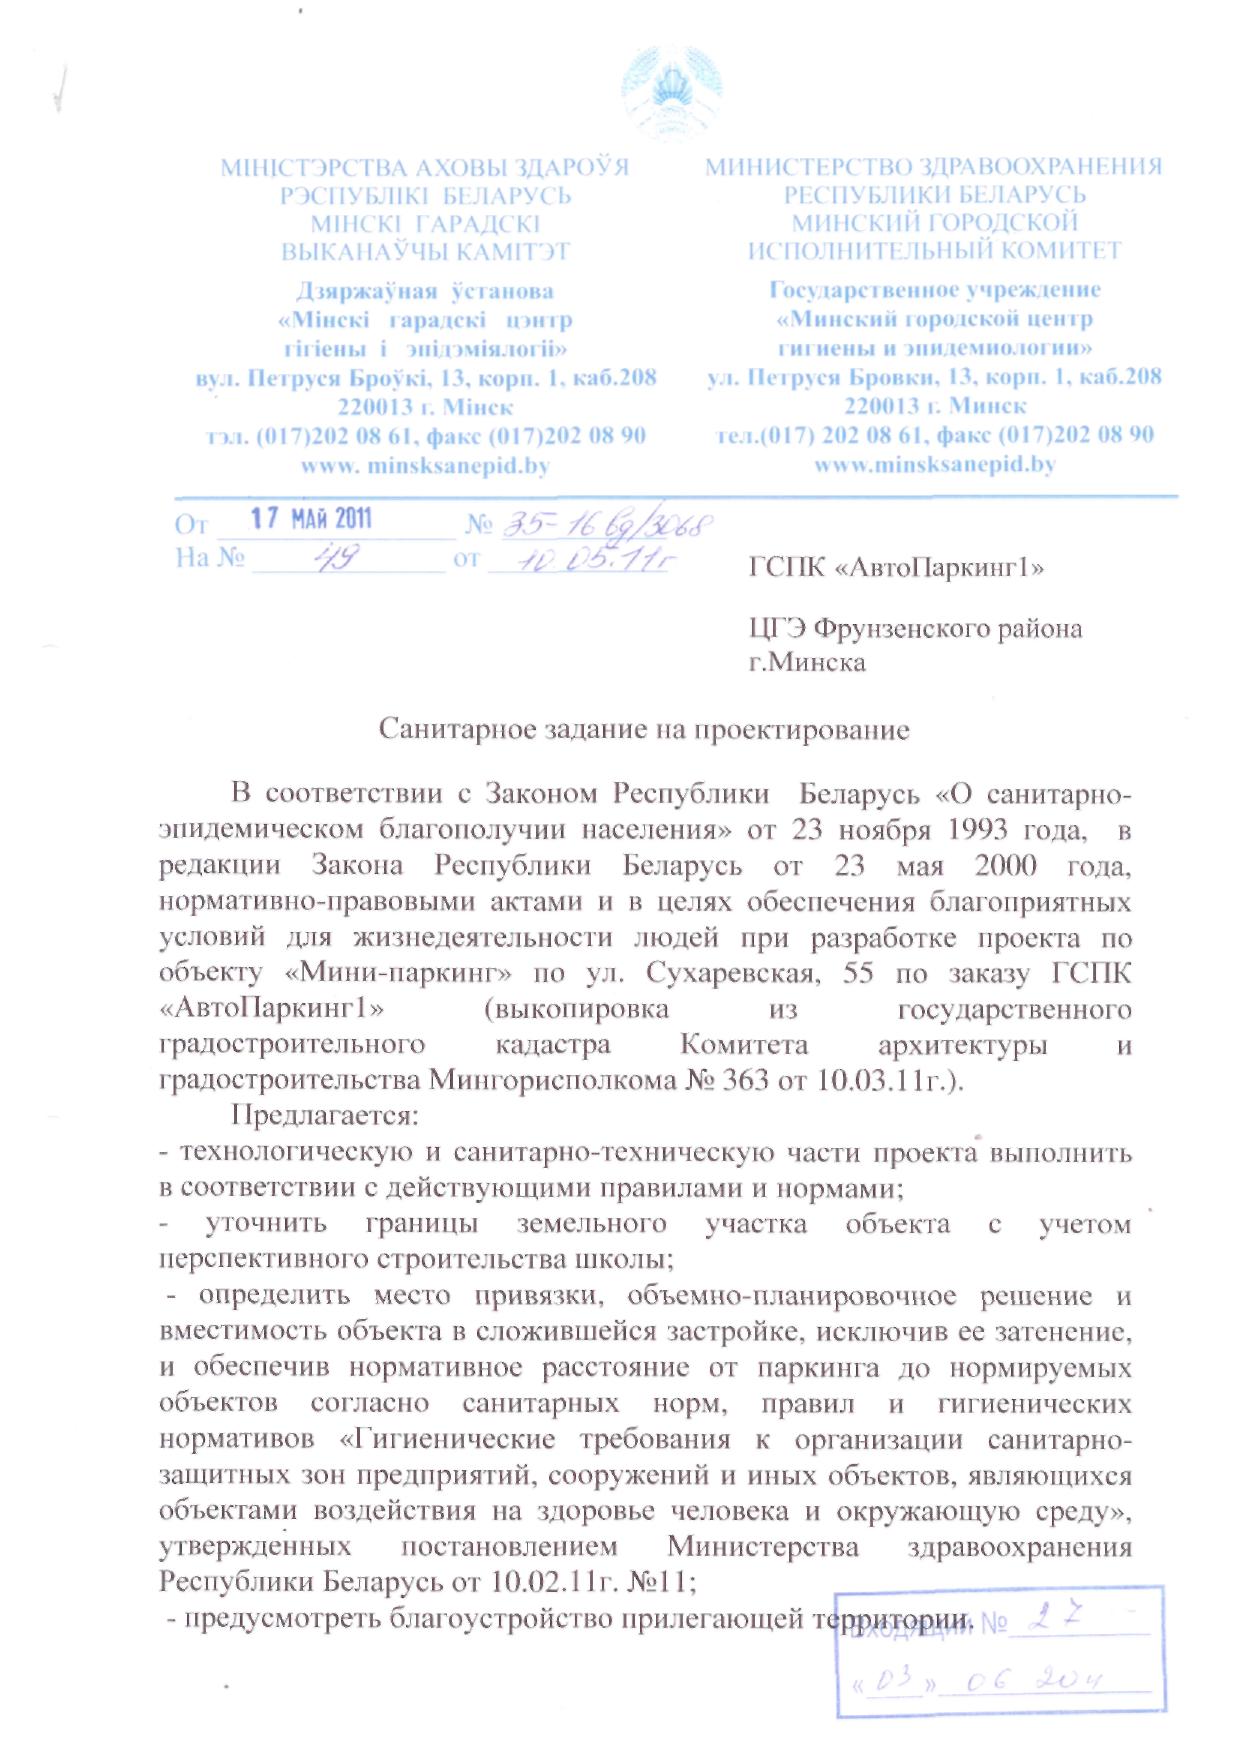 МІНІСТЭРСТВА АХОВЫ ЗДАРОЎЯ
РЭСПУБЛІКІ БЕЛАРУСЬ
МІНСКІ ГАРАДСКІ
ВЫКАНАЎЧЫ КАМІТЭТ
Дзяржаўная ўстанова
«Мінскі гарадскі цэнтр
гігіены і эпідэміялогіі»
вул. Петруся Броўкі, 13, корп. 1, каб.208
220013 г. Мінск
тэл. (017)202 08 61, факс (017)202 08 90
www. minsksanepid.by
МИНИСТЕРСТВО ЗДРАВООХРАНЕНИЯ
РЕСПУБЛИКИ БЕЛАРУСЬ
МИНСКИЙ ГОРОДСКОЙ
ИСПОЛНИТЕЛЬНЫЙ КОМИТЕТ
Государственное учреждение
«Минский городской центр
гигиены и эпидемиологии»
ул. Петруся Бровки, 13, корп. 1, каб.208
220013 г. Минск
тел.(017) 202 08 61, факс (017)202 08 90
www.minsksanepid.by
От 17 МАЙ 2011 № 35-16 вд/3068
На № 49 от 10.05.11г
ГСПК «АвтоПаркинг1»
ЦГЭ Фрунзенского района
г.Минска
Санитарное задание на проектирование
В соответствии с Законом Республики Беларусь «О санитарно-
эпидемическом благополучии населения» от 23 ноября 1993 года, в
редакции Закона Республики Беларусь от 23 мая 2000 года,
нормативно-правовыми актами и в целях обеспечения благоприятных
условий для жизнедеятельности людей при разработке проекта по
объекту «Мини-паркинг» по ул. Сухаревская, 55 по заказу ГСПК
«АвтоПаркинг1» (выкопировка из государственного
градостроительного кадастра Комитета архитектуры и
градостроительства Мингорисполкома № 363 от 10.03.11г.).
Предлагается:
- технологическую и санитарно-техническую части проекта выполнить
в соответствии с действующими правилами и нормами;
- уточнить границы земельного участка объекта с учетом
перспективного строительства школы;
- определить место привязки, объемно-планировочное решение и
вместимость объекта в сложившейся застройке, исключив ее затенение,
и обеспечив нормативное расстояние от паркинга до нормируемых
объектов согласно санитарных норм, правил и гигиенических
нормативов «Гигиенические требования к организации санитарно-
защитных зон предприятий, сооружений и иных объектов, являющихся
объектами воздействия на здоровье человека и окружающую среду»,
утвержденных постановлением Министерства здравоохранения
Республики Беларусь от 10.02.11г. №11;
- предусмотреть благоустройство прилегающей территории.
ВХОДЯЩИЙ № 27
«03» 06 2011